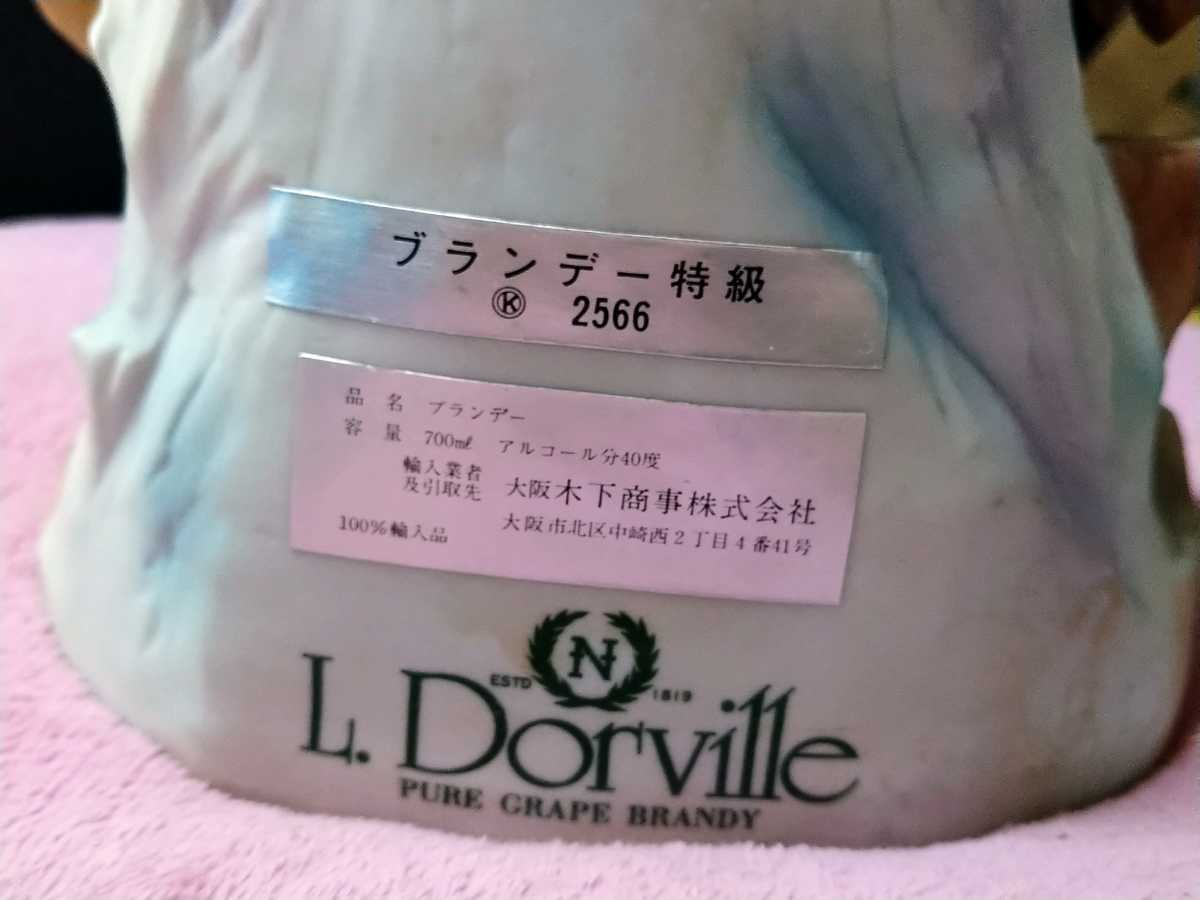 ブランデー特級
Ⓚ 2566
品名 ブランデー
容量 700㎖ アルコール分40度
輸入業者
及引取先 大阪木下商事株式会社
大阪市北区中崎西2丁目4番41号
100%輸入品
N
ESTD 1819
L. Dorville
PURE GRAPE BRANDY